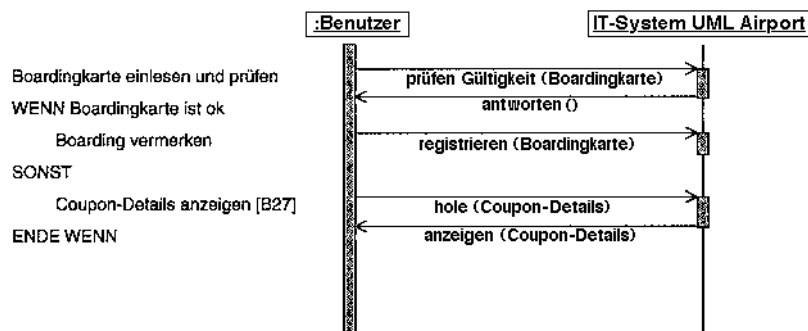 :Benutzer
IT-System UML Airport
Boardingkarte einlesen und prüfen
prüfen Gültigkeit (Boardingkarte)
antworten ()
WENN Boardingkarte ist ok
Boarding vermerken
registrieren (Boardingkarte)
SONST
Coupon-Details anzeigen [B27]
hole (Coupon-Details)
anzeigen (Coupon-Details)
ENDE WENN